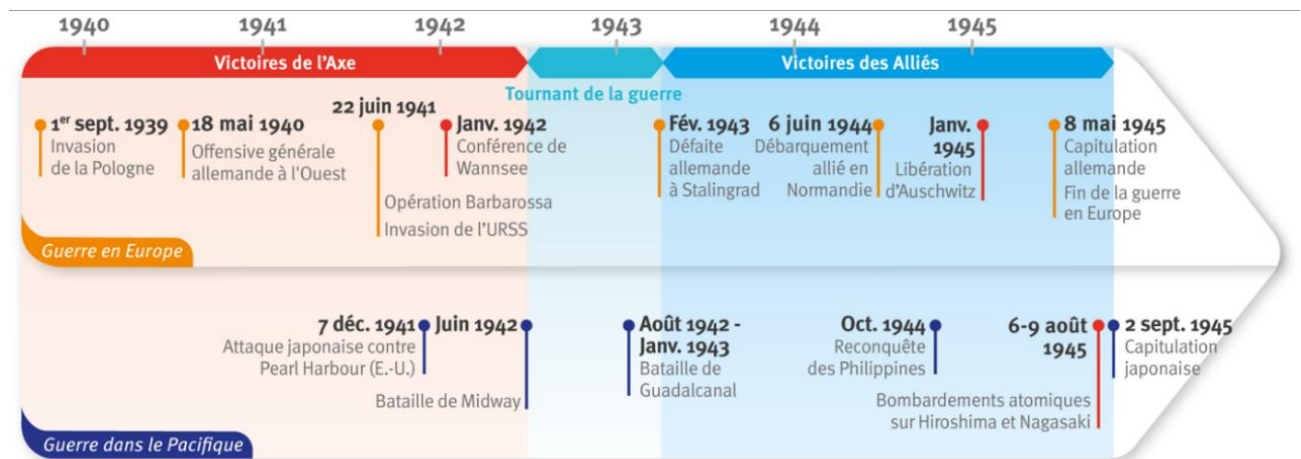 1940 1941 1942 1943 1944 1945
Victoires de l'Axe
Victoires des Alliés
Tournant de la guerre
1er sept. 1939
Invasion
de la Pologne
18 mai 1940
Offensive générale
allemande à l'Ouest
22 juin 1941
Opération Barbarossa
Invasion de l'URSS
Janv. 1942
Conférence de
Wannsee
Fév. 1943
Défaite
allemande
à Stalingrad
6 juin 1944
Débarquement
allié en
Normandie
Janv.
1945
Libération
d'Auschwitz
8 mai 1945
Capitulation
allemande
Fin de la guerre
en Europe
Guerre en Europe
7 déc. 1941
Attaque japonaise contre
Pearl Harbour (E.-U.)
Juin 1942
Bataille de Midway
Août 1942 -
Janv. 1943
Bataille de
Guadalcanal
Oct. 1944
Reconquête
des Philippines
6-9 août
1945
Bombardements atomiques
sur Hiroshima et Nagasaki
2 sept. 1945
Capitulation
japonaise
Guerre dans le Pacifique